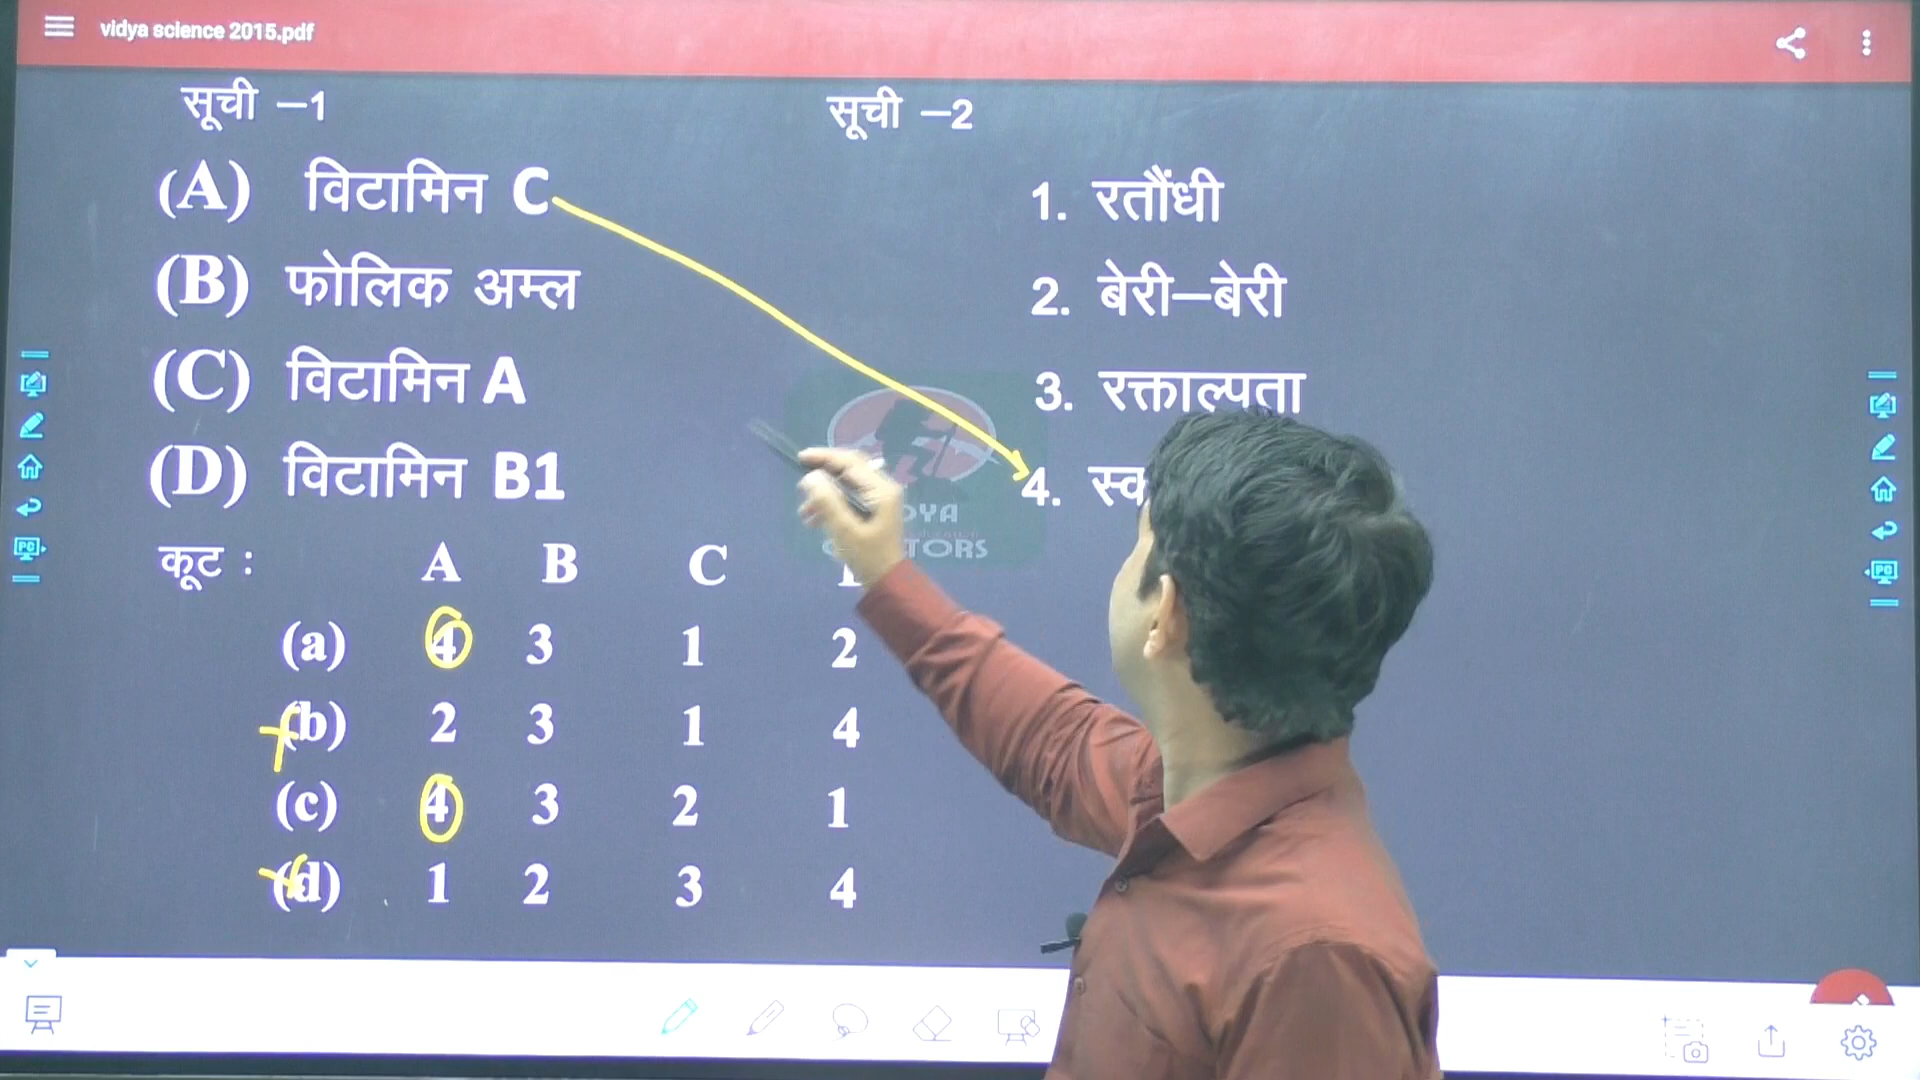 vidya science 2015.pdf
सूची –1 सूची –2
(A) विटामिन C 1. रतौंधी
(B) फोलिक अम्ल 2. बेरी–बेरी
(C) विटामिन A 3. रक्ताल्पता
(D) विटामिन B1 4.
कूट : A B C
(a) 4 3 1 2
(b) 2 3 1 4
(c) 4 3 2 1
(d) 1 2 3 4